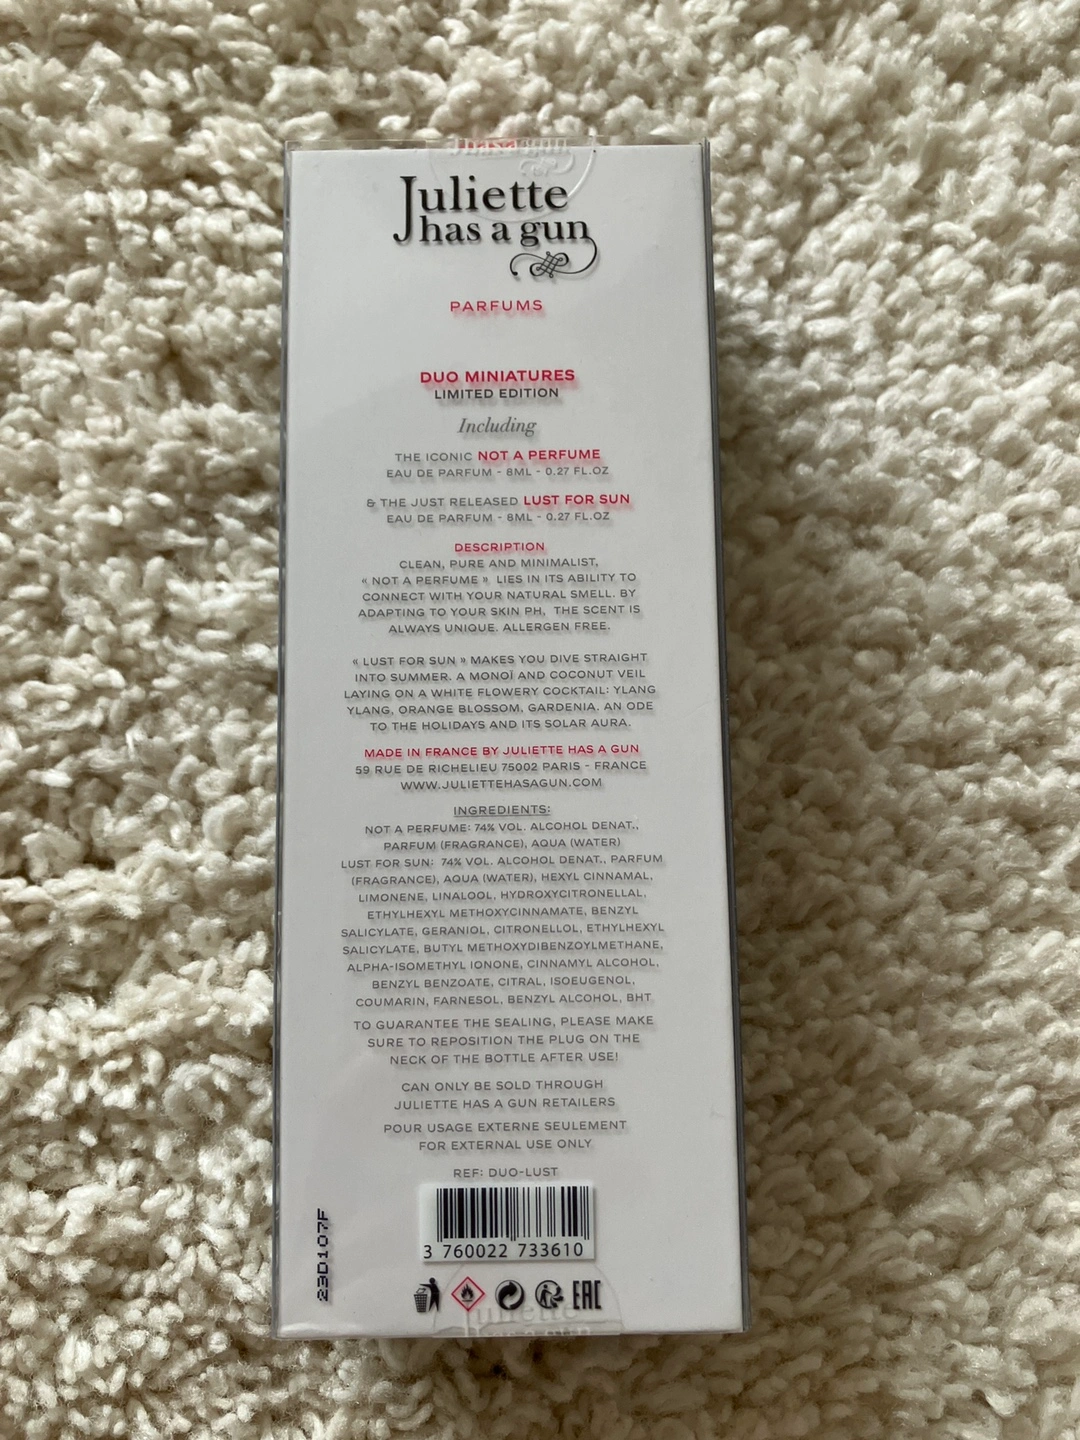 Juliette
has a gun
PARFUMS
DUO MINIATURES
LIMITED EDITION
Including
THE ICONIC NOT A PERFUME
EAU DE PARFUM - 8ML - 0.27 FL.OZ
& THE JUST RELEASED LUST FOR SUN
EAU DE PARFUM - 8ML - 0.27 FL.OZ
DESCRIPTION
CLEAN, PURE AND MINIMALIST,
« NOT A PERFUME » LIES IN ITS ABILITY TO
CONNECT WITH YOUR NATURAL SMELL. BY
ADAPTING TO YOUR SKIN PH, THE SCENT IS
ALWAYS UNIQUE. ALLERGEN FREE.
« LUST FOR SUN » MAKES YOU DIVE STRAIGHT
INTO SUMMER. A MONOÏ AND COCONUT VEIL
LAYING ON A WHITE FLOWERY COCKTAIL: YLANG
YLANG, ORANGE BLOSSOM, GARDENIA. AN ODE
TO THE HOLIDAYS AND ITS SOLAR AURA.
MADE IN FRANCE BY JULIETTE HAS A GUN
59 RUE DE RICHELIEU 75002 PARIS - FRANCE
WWW.JULIETTEHASAGUN.COM
INGREDIENTS:
NOT A PERFUME: 74% VOL. ALCOHOL DENAT.,
PARFUM (FRAGRANCE), AQUA (WATER)
LUST FOR SUN: 74% VOL. ALCOHOL DENAT., PARFUM
(FRAGRANCE), AQUA (WATER), HEXYL CINNAMAL,
LIMONENE, LINALOOL, HYDROXYCITRONELLAL,
ETHYLHEXYL METHOXYCINNAMATE, BENZYL
SALICYLATE, GERANIOL, CITRONELLOL, ETHYLHEXYL
SALICYLATE, BUTYL METHOXYDIBENZOYLMETHANE,
ALPHA-ISOMETHYL IONONE, CINNAMYL ALCOHOL,
BENZYL BENZOATE, CITRAL, ISOEUGENOL,
COUMARIN, FARNESOL, BENZYL ALCOHOL, BHT
TO GUARANTEE THE SEALING, PLEASE MAKE
SURE TO REPOSITION THE PLUG ON THE
NECK OF THE BOTTLE AFTER USE!
CAN ONLY BE SOLD THROUGH
JULIETTE HAS A GUN RETAILERS
POUR USAGE EXTERNE SEULEMENT
FOR EXTERNAL USE ONLY
REF: DUO-LUST
3 760022 733610
23D107F
EAC
Juliette